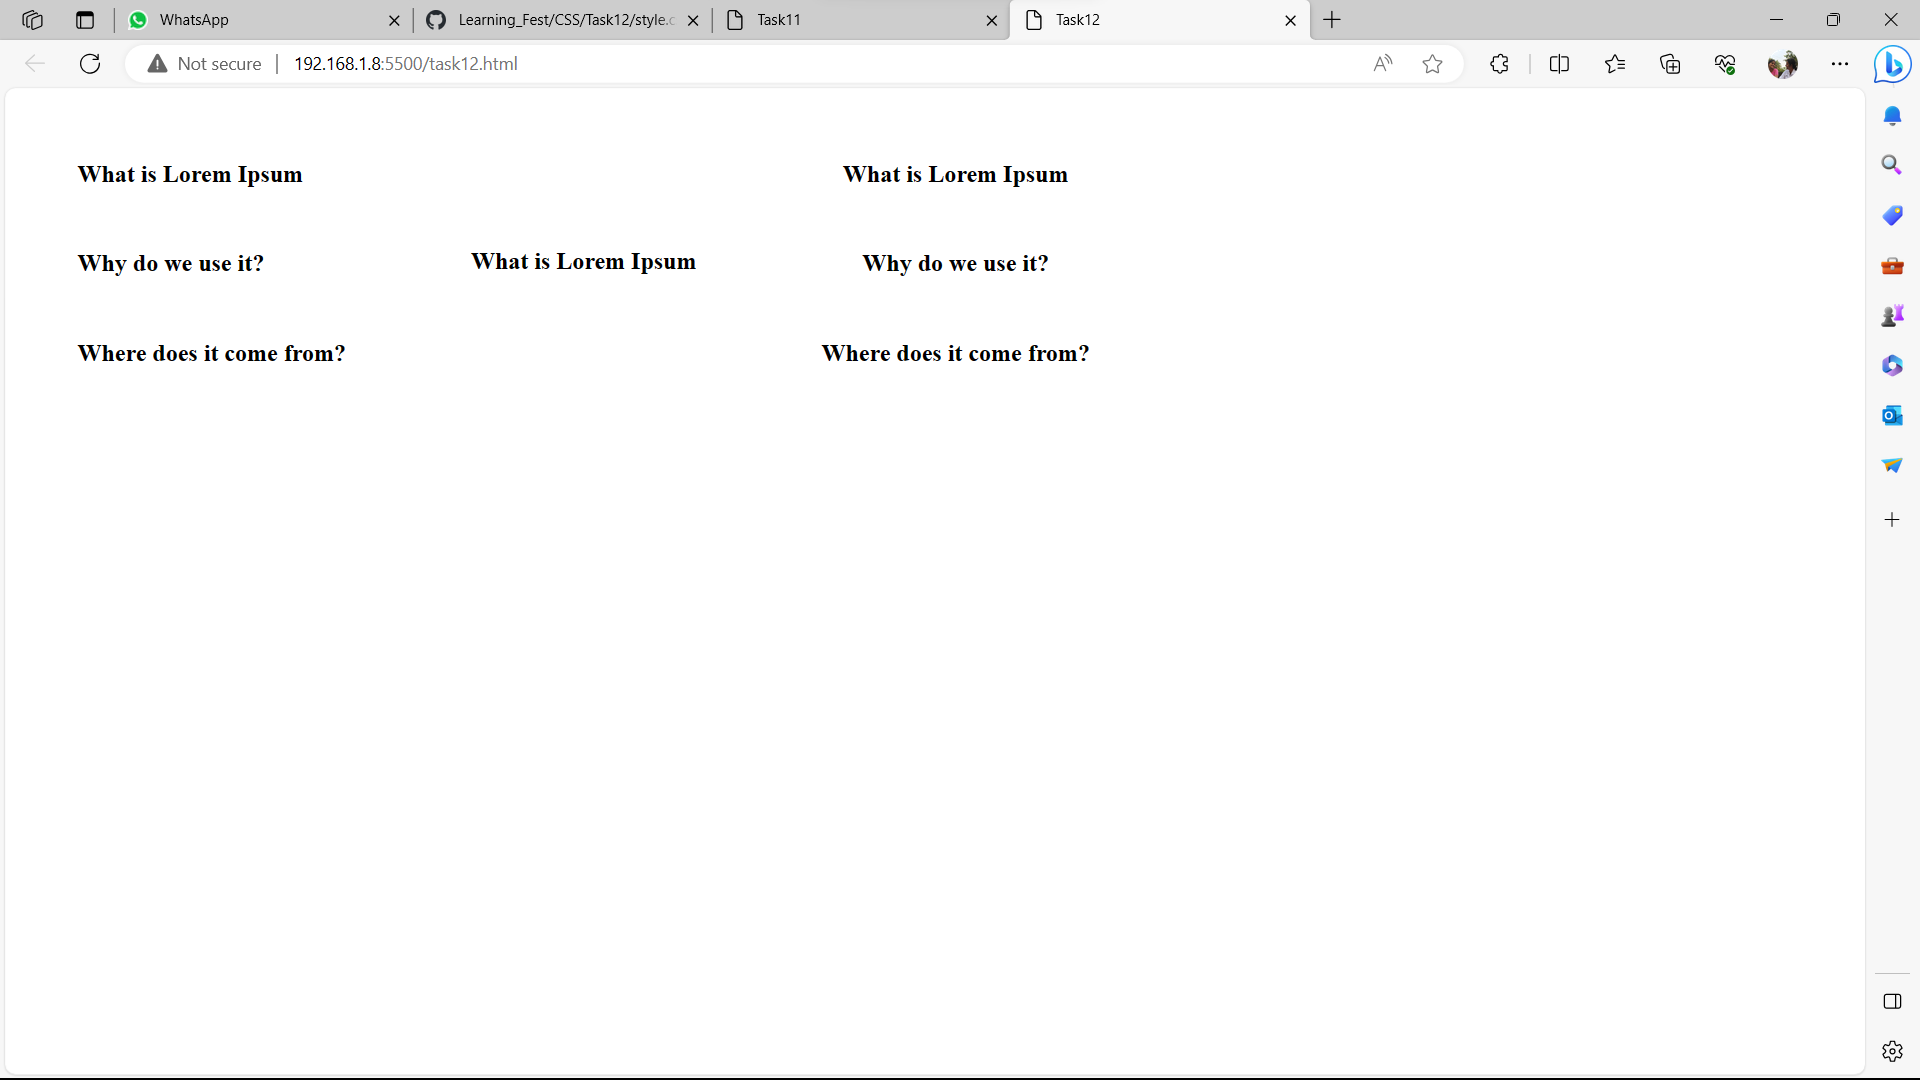 WhatsApp
Learning_Fest/CSS/Task12/style.c
Task11
Task12
Not secure
192.168.1.8:5500/task12.html
What is Lorem Ipsum
What is Lorem Ipsum
Why do we use it?
What is Lorem Ipsum
Why do we use it?
Where does it come from?
Where does it come from?